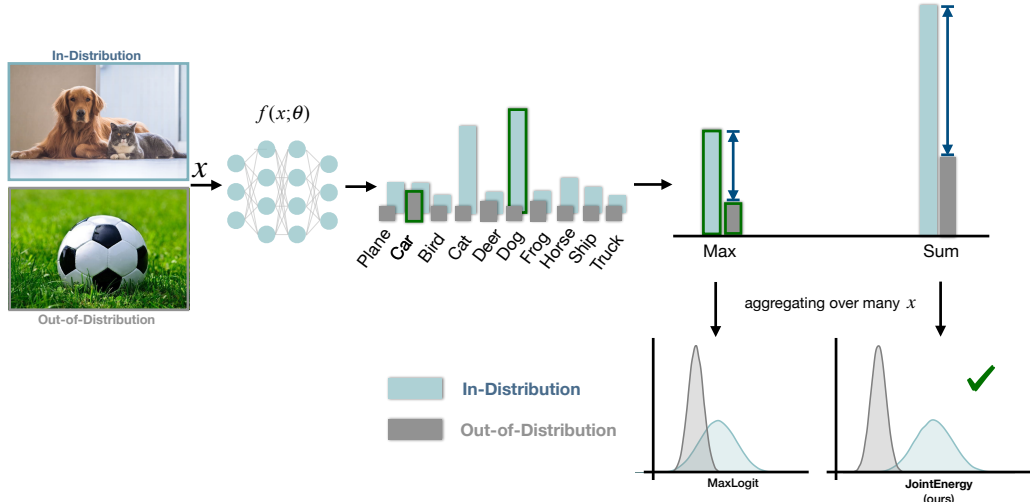 In-Distribution
x
Out-of-Distribution
f(x;θ)
Plane
Car
Bird
Cat
Deer
Dog
Frog
Horse
Ship
Truck
Max
Sum
aggregating over many x
In-Distribution
Out-of-Distribution
MaxLogit
JointEnergy
(ours)